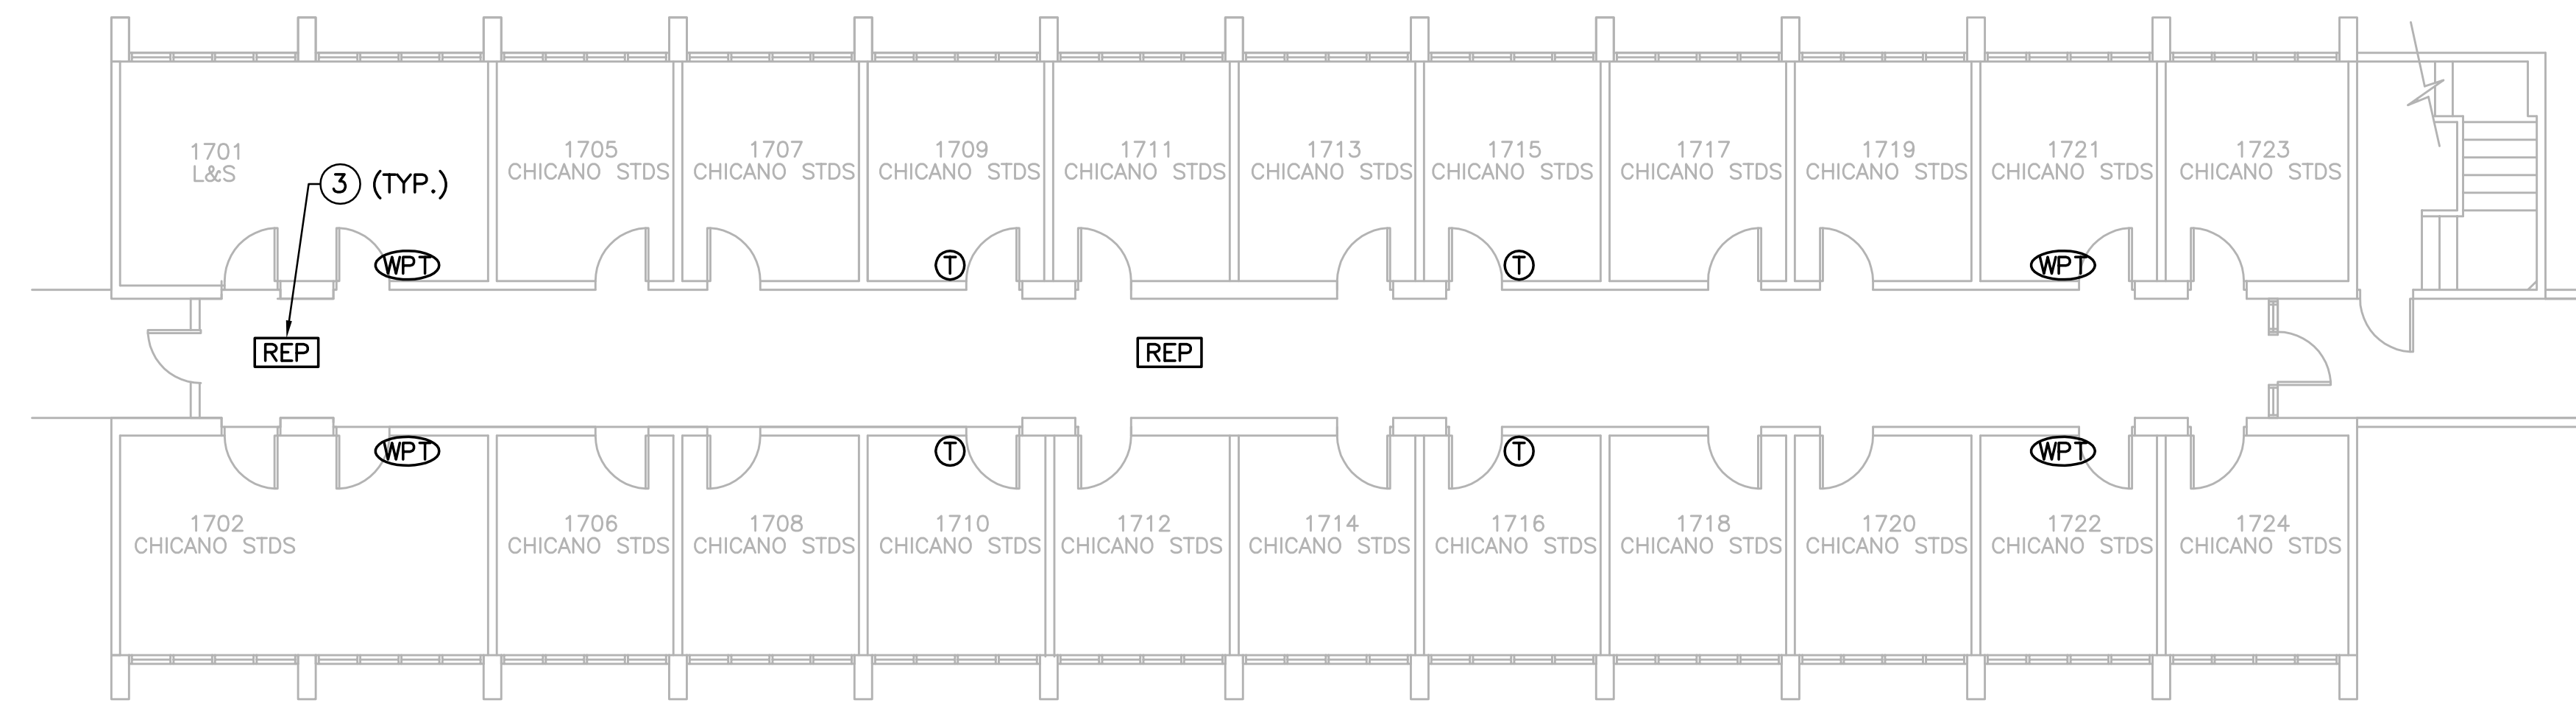 1701
L&S
3 (TYP.)
1705
CHICANO STDS
1707
CHICANO STDS
1709
CHICANO STDS
1711
CHICANO STDS
1713
CHICANO STDS
1715
CHICANO STDS
1717
CHICANO STDS
1719
CHICANO STDS
1721
CHICANO STDS
1723
CHICANO STDS
WPT
T
T
WPT
REP
REP
WPT
T
T
WPT
1702
CHICANO STDS
1706
CHICANO STDS
1708
CHICANO STDS
1710
CHICANO STDS
1712
CHICANO STDS
1714
CHICANO STDS
1716
CHICANO STDS
1718
CHICANO STDS
1720
CHICANO STDS
1722
CHICANO STDS
1724
CHICANO STDS